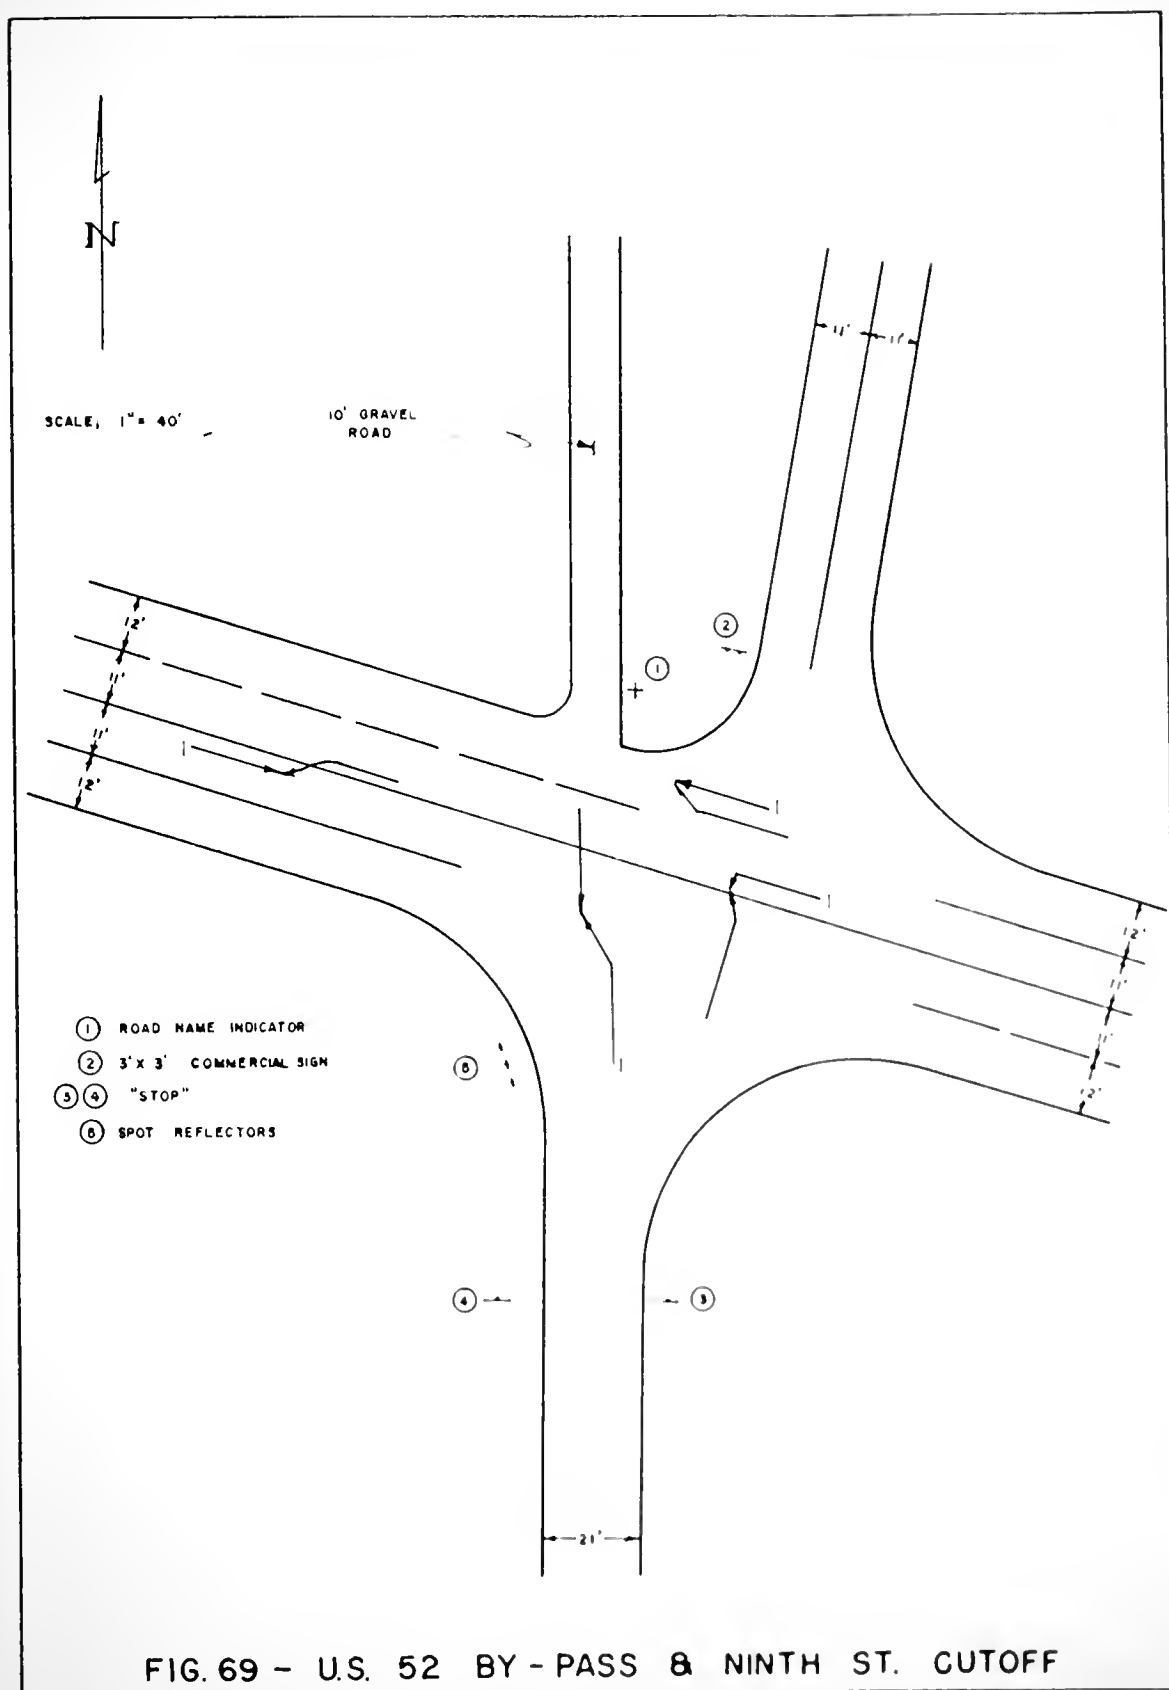 N
SCALE, 1" = 40'
10' GRAVEL
ROAD
11'
11'
2
1
12'
11'
11'
12'
1
1
1
12'
11'
11'
12'
1
1 ROAD NAME INDICATOR
2 3' X 3' COMMERCIAL SIGN
3 4 "STOP"
5 SPOT REFLECTORS
5
4
3
21'
FIG. 69 - U.S. 52 BY-PASS & NINTH ST. CUTOFF